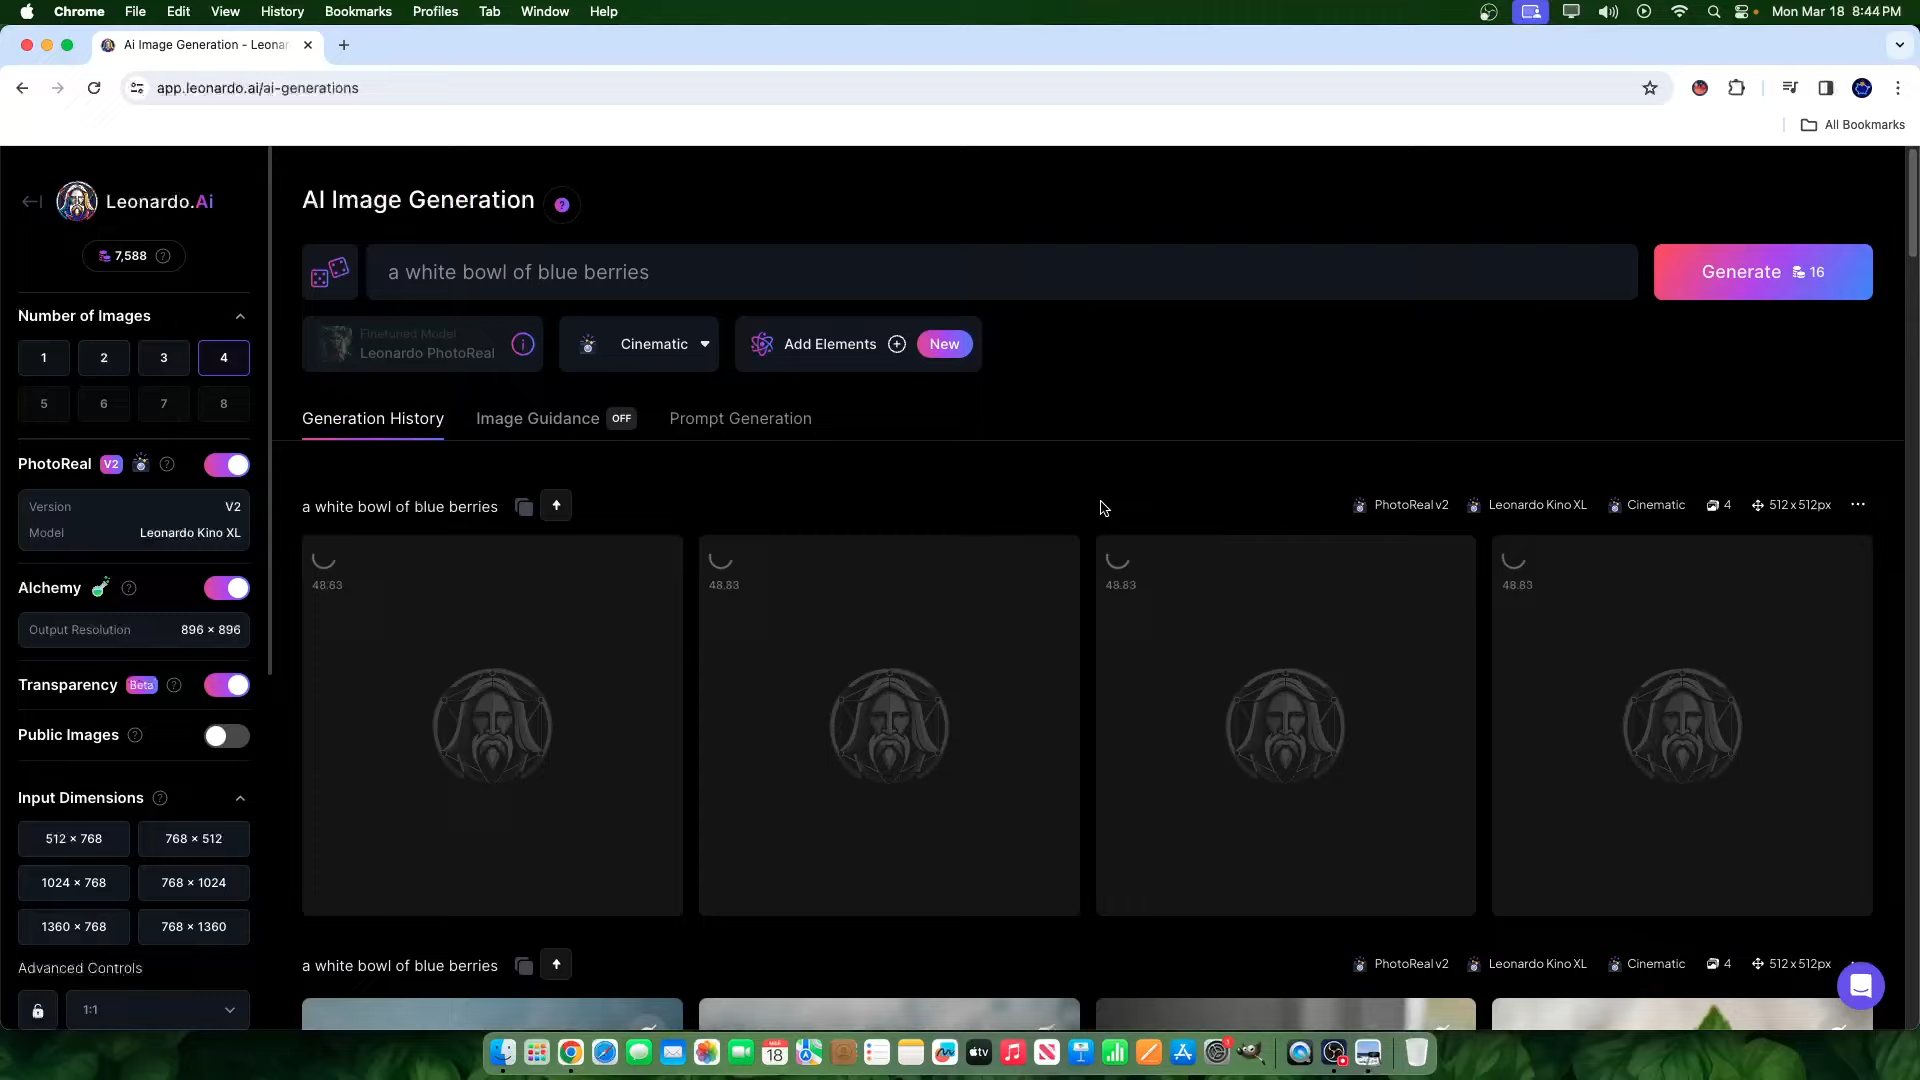 Chrome File Edit View History Bookmarks Profiles Tab Window Help Mon Mar 18 8:44 PM
Ai Image Generation - Leonar
app.leonardo.ai/ai-generations
All Bookmarks
Leonardo.Ai
7,588 ?
Number of Images
1 2 3 4
5 6 7 8
PhotoReal V2 ?
Version V2
Model Leonardo Kino XL
Alchemy ?
Output Resolution 896 × 896
Transparency Beta ?
Public Images ?
Input Dimensions ?
512 × 768 768 × 512
1024 × 768 768 × 1024
1360 × 768 768 × 1360
Advanced Controls
1:1
AI Image Generation ?
a white bowl of blue berries
Generate 16
Finetuned Model
Leonardo PhotoReal
Cinematic
Add Elements New
Generation History Image Guidance OFF Prompt Generation
a white bowl of blue berries PhotoReal v2 Leonardo Kino XL Cinematic 4 512 x 512px
48.83 48.83 48.83 48.83
a white bowl of blue berries PhotoReal v2 Leonardo Kino XL Cinematic 4 512 x 512px
18
tv
1